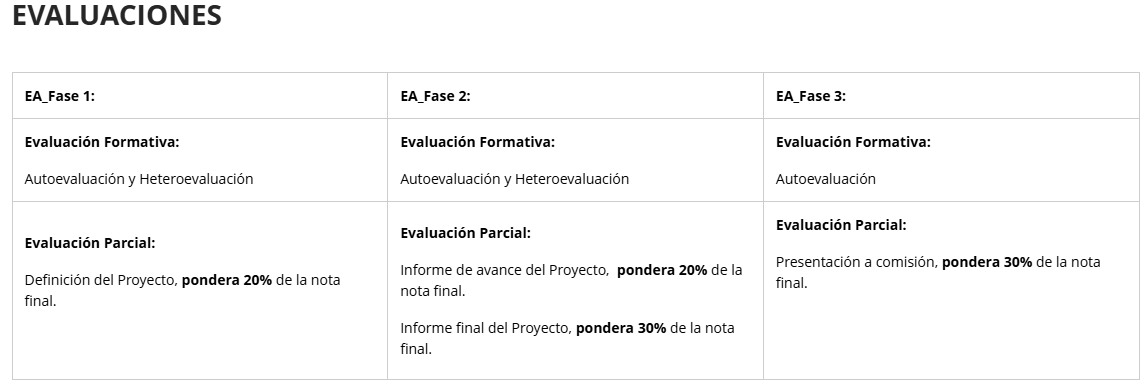 EVALUACIONES
EA_Fase 1:
EA_Fase 2:
EA_Fase 3:
Evaluación Formativa:
Autoevaluación y Heteroevaluación
Evaluación Formativa:
Autoevaluación y Heteroevaluación
Evaluación Formativa:
Autoevaluación
Evaluación Parcial:
Definición del Proyecto, pondera 20% de la nota
final.
Evaluación Parcial:
Informe de avance del Proyecto,  pondera 20% de la
nota final.
Informe final del Proyecto, pondera 30% de la nota
final.
Evaluación Parcial:
Presentación a comisión, pondera 30% de la nota
final.